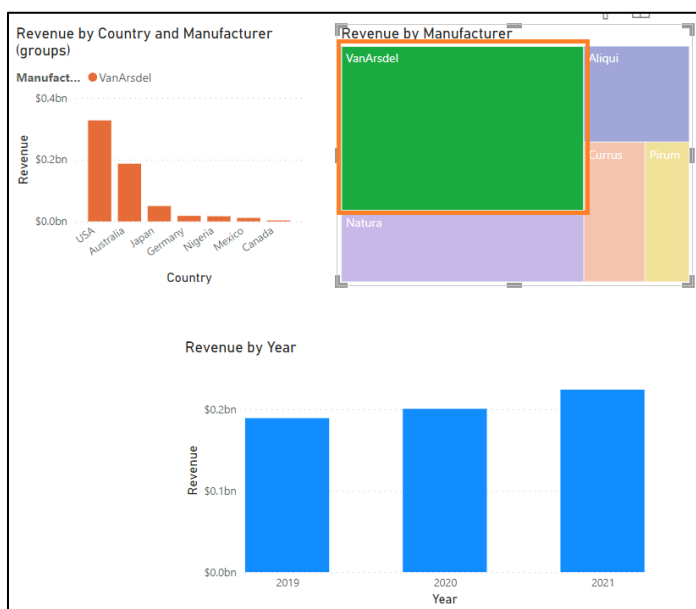 Revenue by Country and Manufacturer
(groups)
Manufact... VanArsdel
$0.4bn
$0.2bn
$0.0bn
Revenue
USA
Australia
Japan
Germany
Nigeria
Mexico
Canada
Country
Revenue by Manufacturer
VanArsdel
Aliqui
Currus
Pirum
Natura
Revenue by Year
$0.2bn
$0.1bn
$0.0bn
Revenue
2019
2020
2021
Year